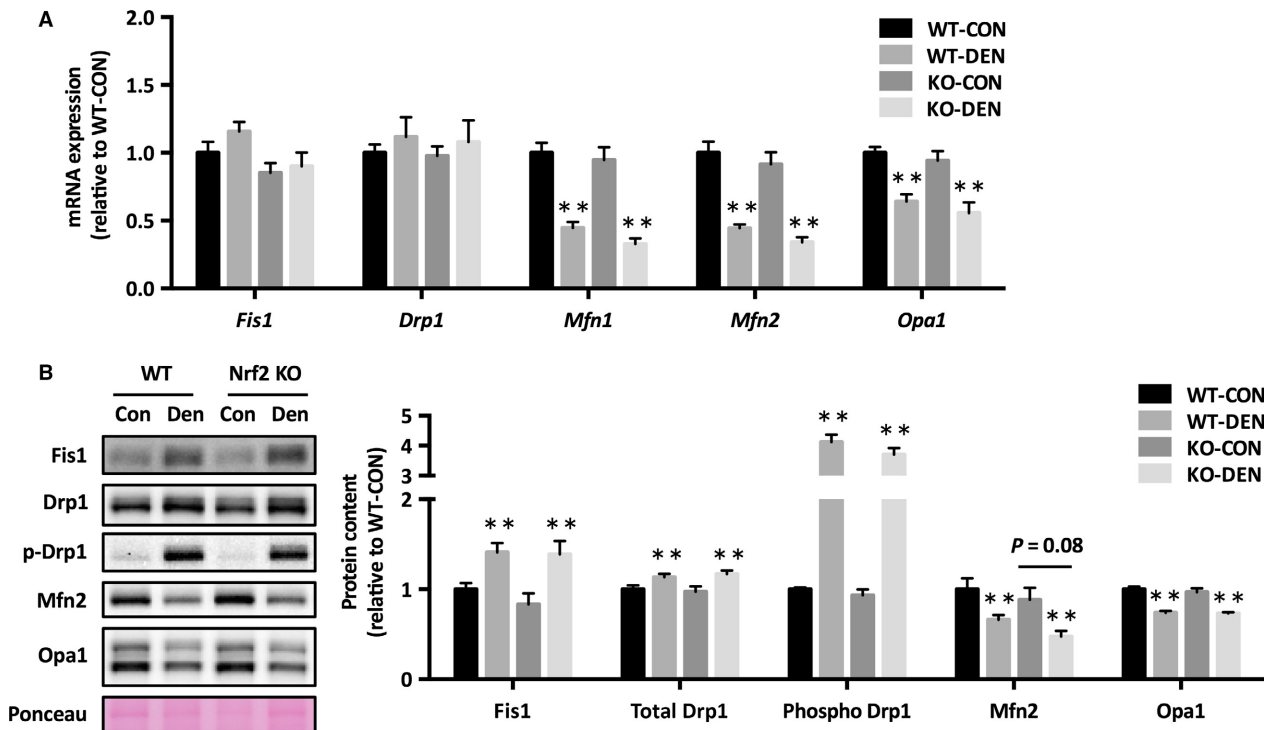 A
mRNA expression
(relative to WT-CON)
2.0
1.5
1.0
0.5
0.0
WT-CON
WT-DEN
KO-CON
KO-DEN
* *
* *
* *
* *
* *
* *
Fis1
Drp1
Mfn1
Mfn2
Opa1
B
WT
Nrf2 KO
Con
Den
Con
Den
Fis1
Drp1
p-Drp1
Mfn2
Opa1
Ponceau
Protein content
(relative to WT-CON)
5
4
3
2
1
0
WT-CON
WT-DEN
KO-CON
KO-DEN
* *
* *
* *
* *
* *
* *
P = 0.08
* *
* *
* *
* *
Fis1
Total Drp1
Phospho Drp1
Mfn2
Opa1